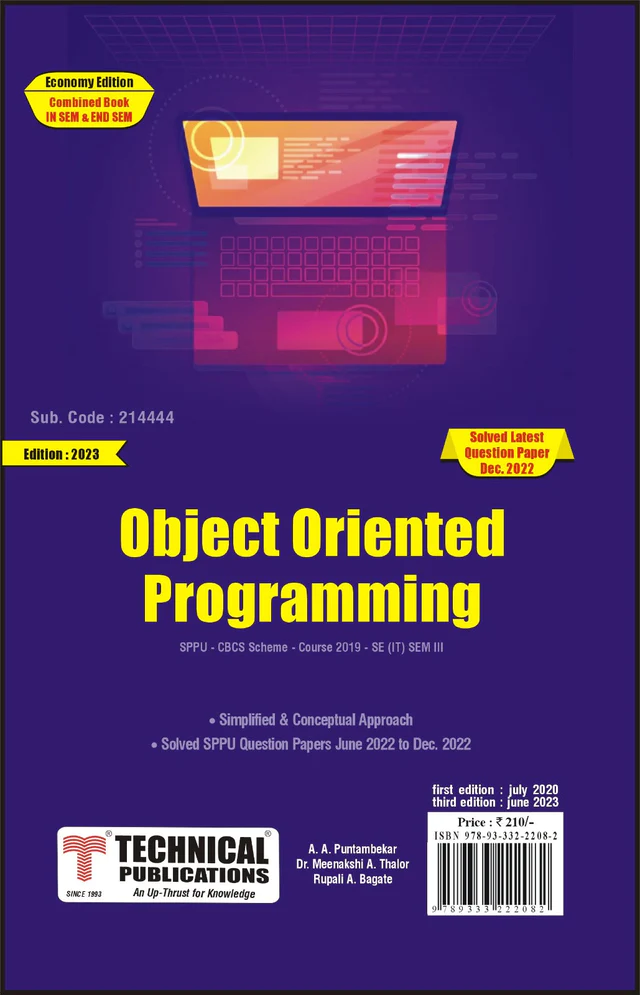 Economy Edition
Combined Book
IN SEM & END SEM
Sub. Code : 214444
Edition : 2023
Solved Latest
Question Paper
Dec. 2022
Object Oriented
Programming
SPPU - CBCS Scheme - Course 2019 - SE (IT) SEM III
• Simplified & Conceptual Approach
• Solved SPPU Question Papers June 2022 to Dec. 2022
first edition : july 2020
third edition : june 2023
Price : ₹ 210/-
ISBN 978-93-332-2208-2
9 789333 222082
®
TECHNICAL®
PUBLICATIONS
SINCE 1993
An Up-Thrust for Knowledge
A. A. Puntambekar
Dr. Meenakshi A. Thalor
Rupali A. Bagate